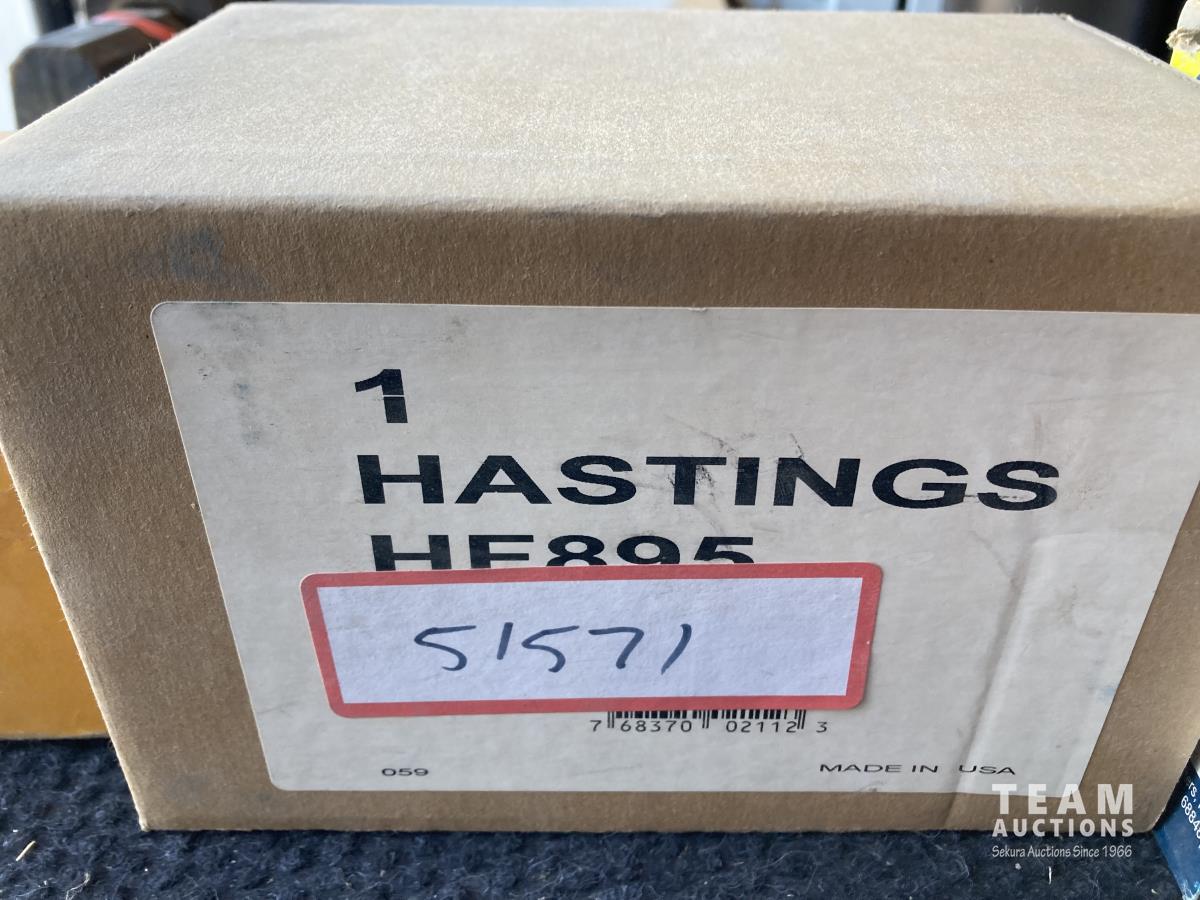 1
HASTINGS
HF895
51571
7 68370 02112 3
059
MADE IN USA
TEAM
AUCTIONS
Sekura Auctions Since 1966